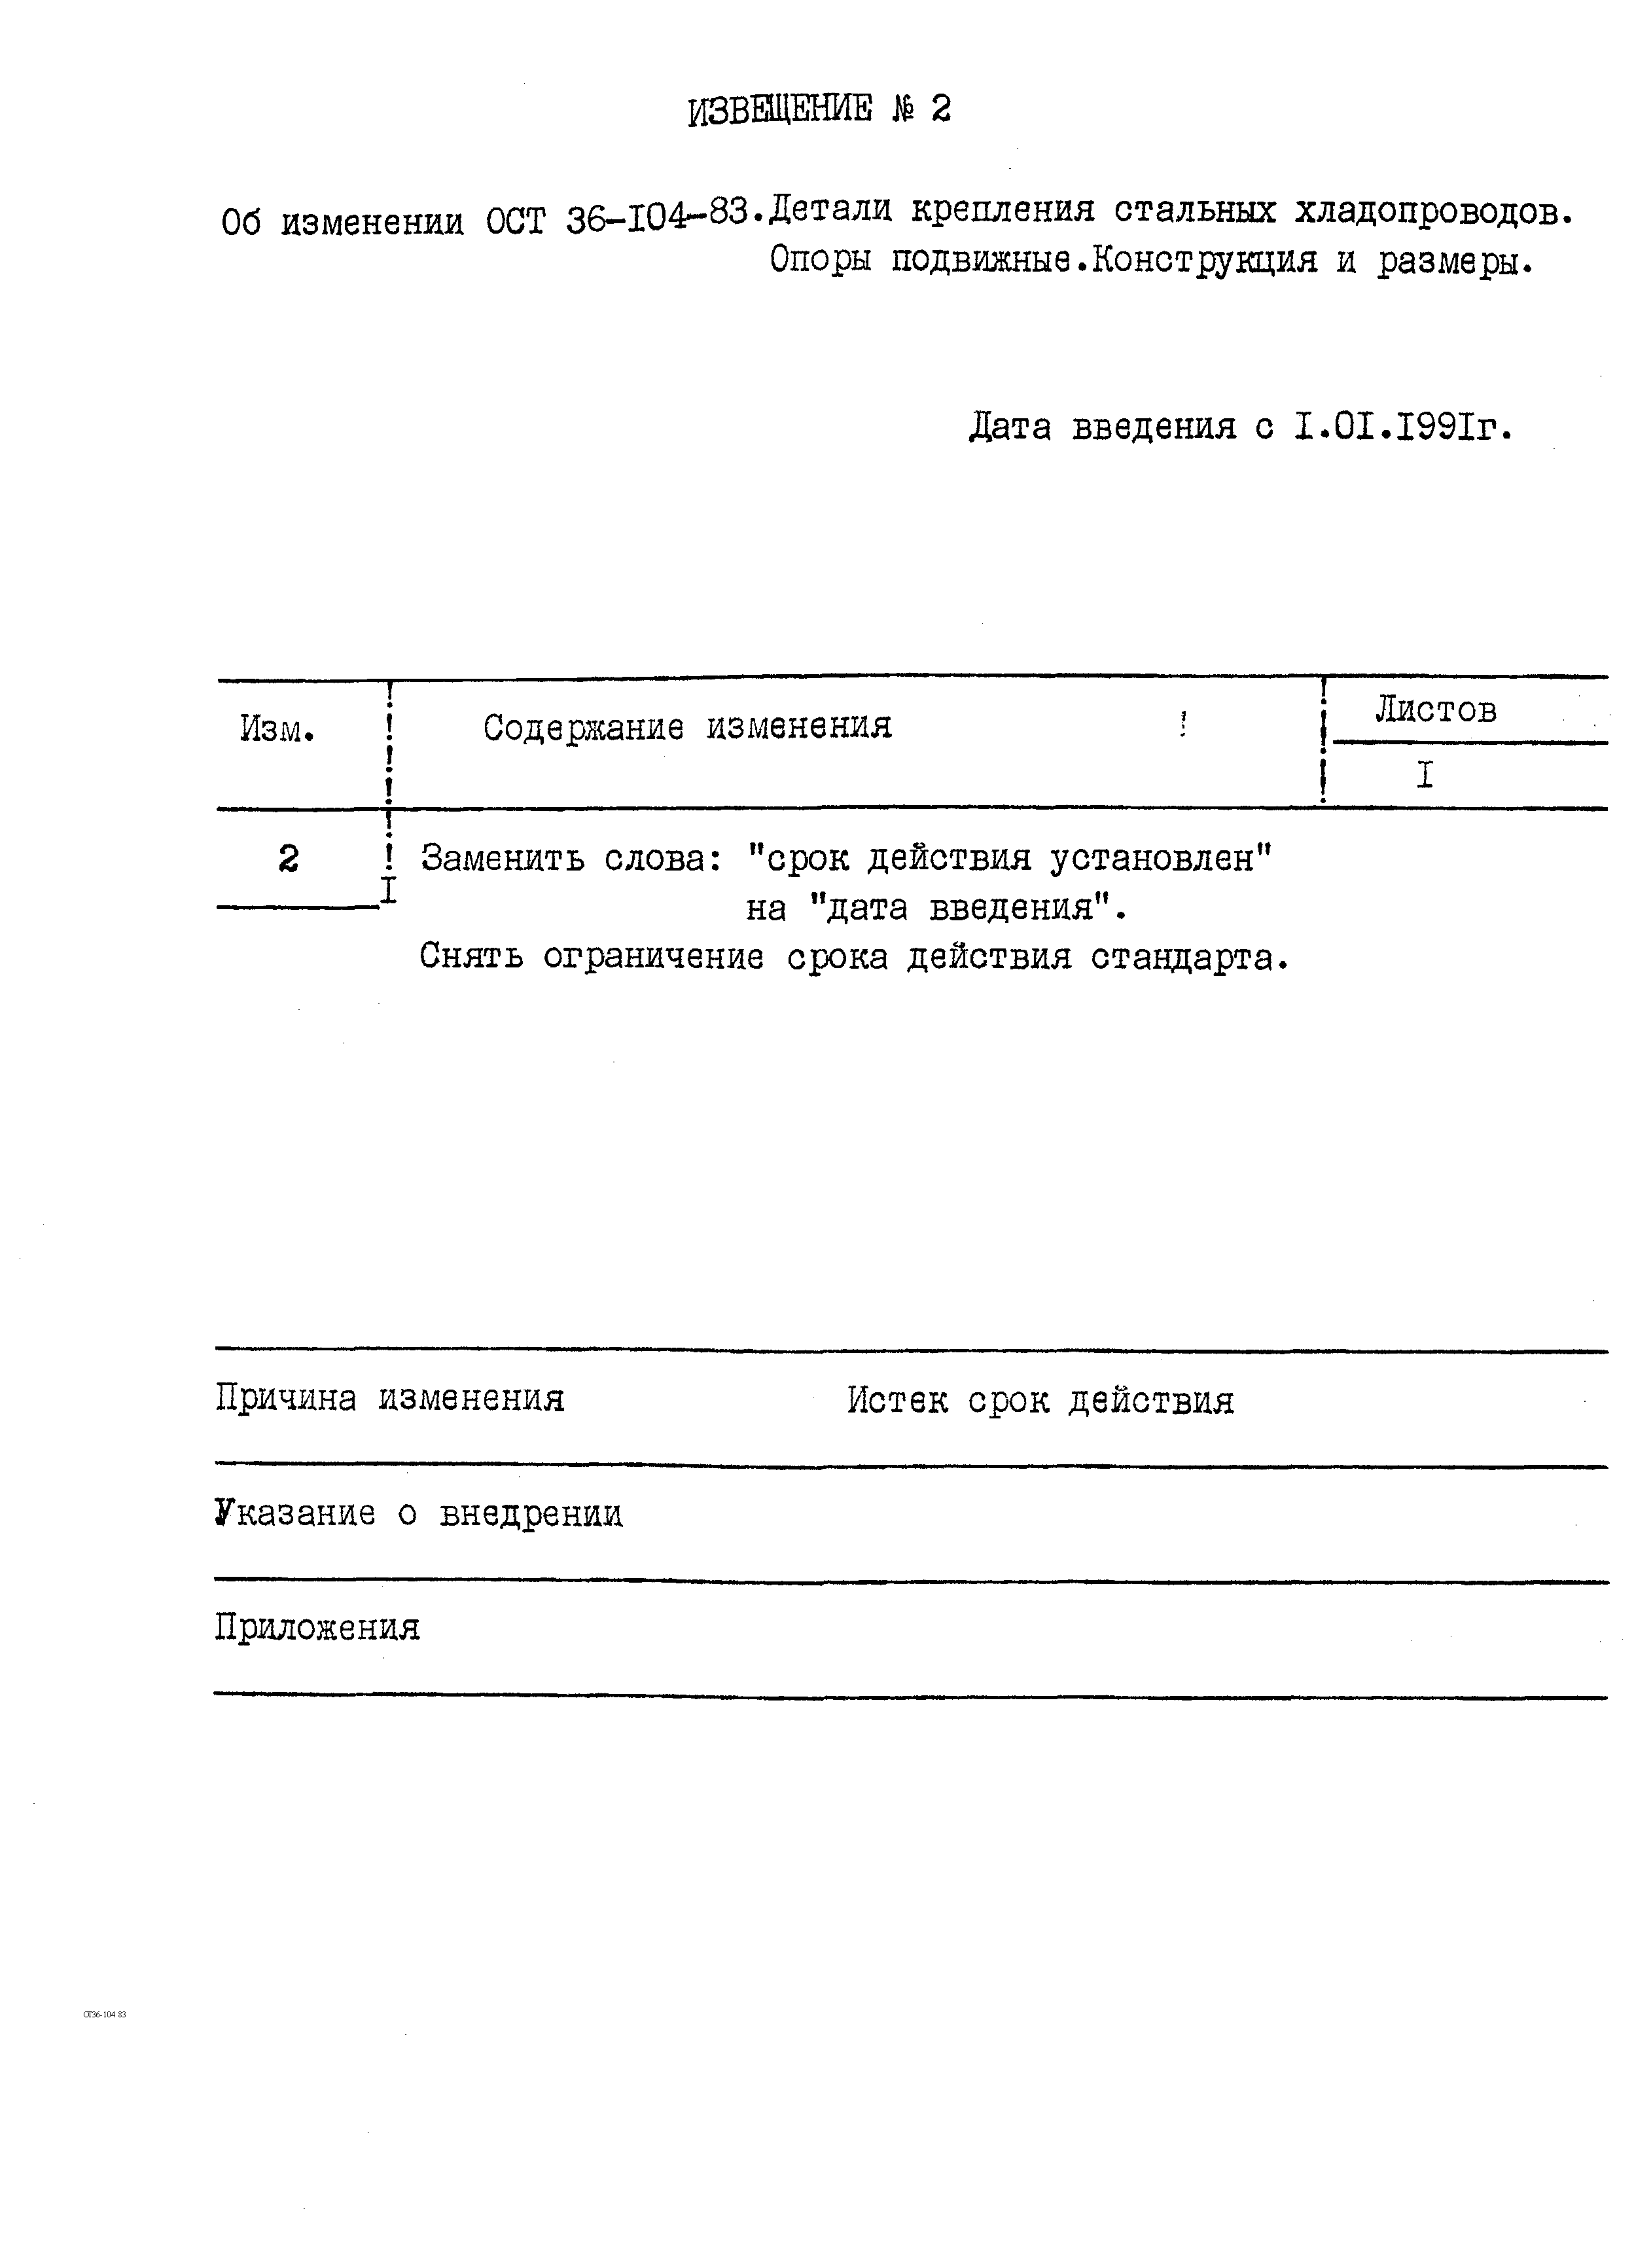 ИЗВЕЩЕНИЕ № 2
Об изменении ОСТ 36-I04-83.Детали крепления стальных хладопроводов.
Опоры подвижные.Конструкция и размеры.
Дата введения с I.OI.I99Iг.
Изм. ! Содержание изменения ! ! Листов
I
2 ! Заменить слова: "срок действия установлен"
на "дата введения".
Снять ограничение срока действия стандарта.
Причина изменения Истек срок действия
Указание о внедрении
Приложения
СТ36-104 83